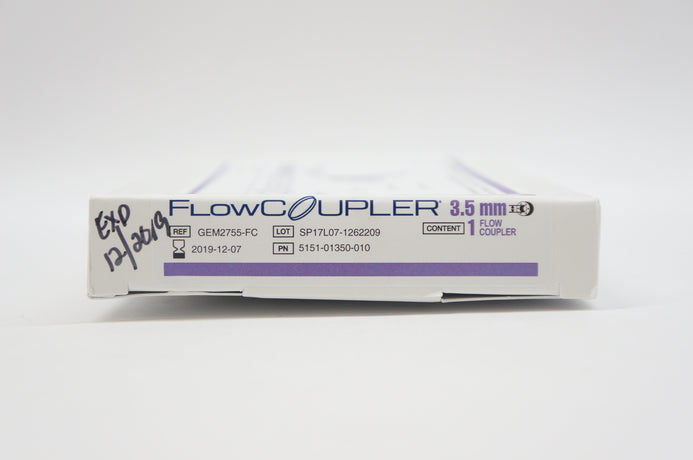 EXP
12/2019
FLOWCOUPLER® 3.5 mm
REF GEM2755-FC LOT SP17L07-1262209 CONTENT 1 FLOW COUPLER
2019-12-07 PN 5151-01350-010